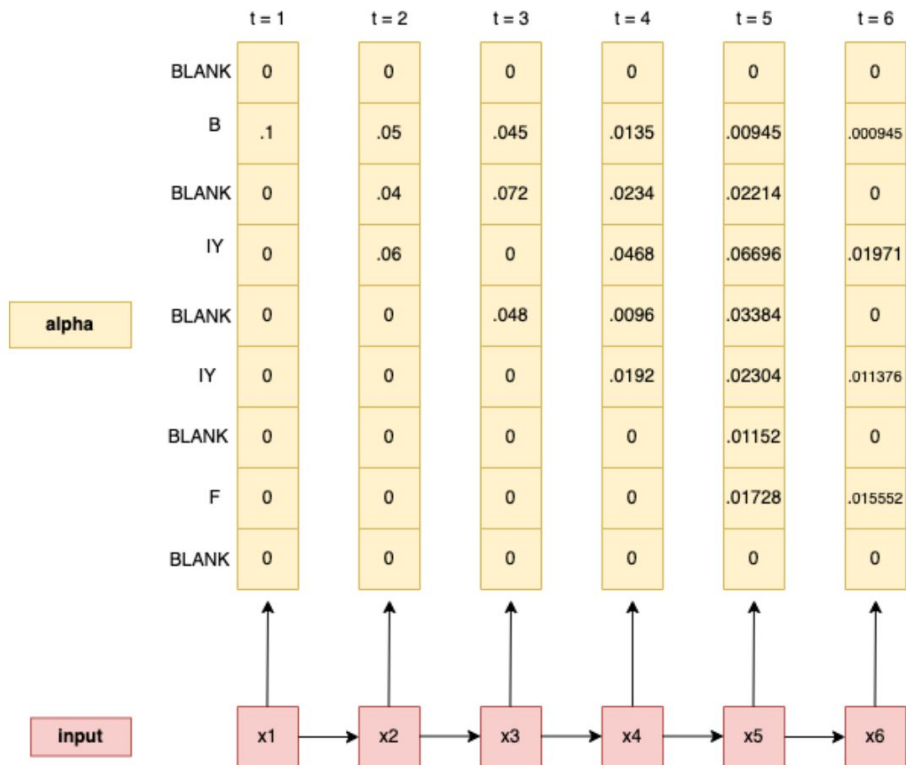 t = 1 t = 2 t = 3 t = 4 t = 5 t = 6
BLANK 0 0 0 0 0 0
B .1 .05 .045 .0135 .00945 .000945
BLANK 0 .04 .072 .0234 .02214 0
IY 0 .06 0 .0468 .06696 .01971
alpha
BLANK 0 0 .048 .0096 .03384 0
IY 0 0 0 .0192 .02304 .011376
BLANK 0 0 0 0 .01152 0
F 0 0 0 0 .01728 .015552
BLANK 0 0 0 0 0 0
input x1 x2 x3 x4 x5 x6